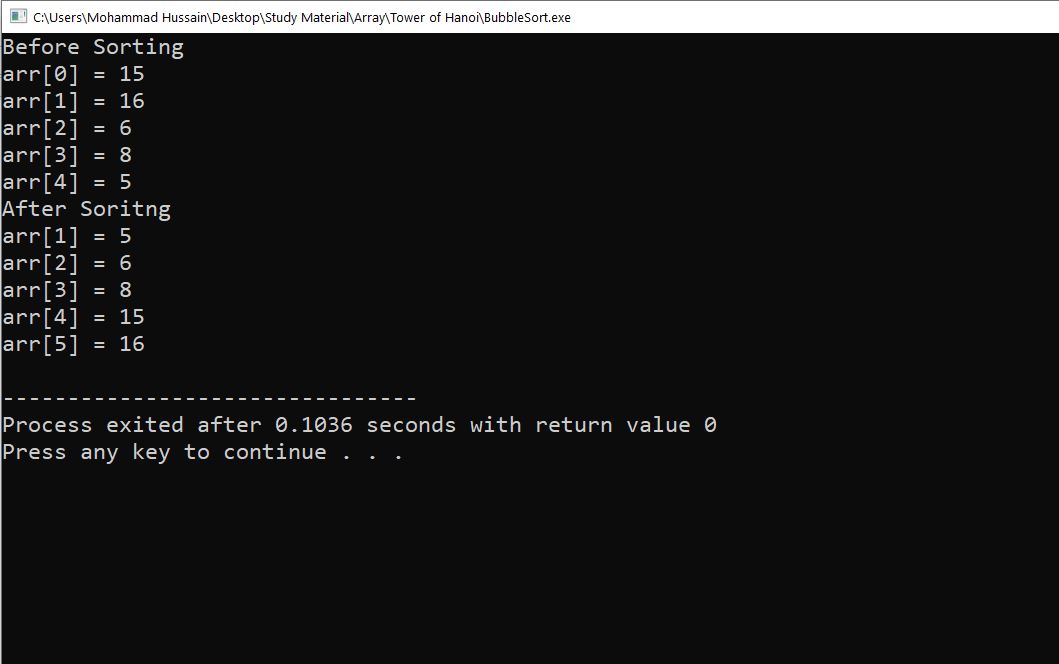 C:\Users\Mohammad Hussain\Desktop\Study Material\Array\Tower of Hanoi\BubbleSort.exe
Before Sorting
arr[0] = 15
arr[1] = 16
arr[2] = 6
arr[3] = 8
arr[4] = 5
After Soritng
arr[1] = 5
arr[2] = 6
arr[3] = 8
arr[4] = 15
arr[5] = 16
--------------------------------
Process exited after 0.1036 seconds with return value 0
Press any key to continue . . .